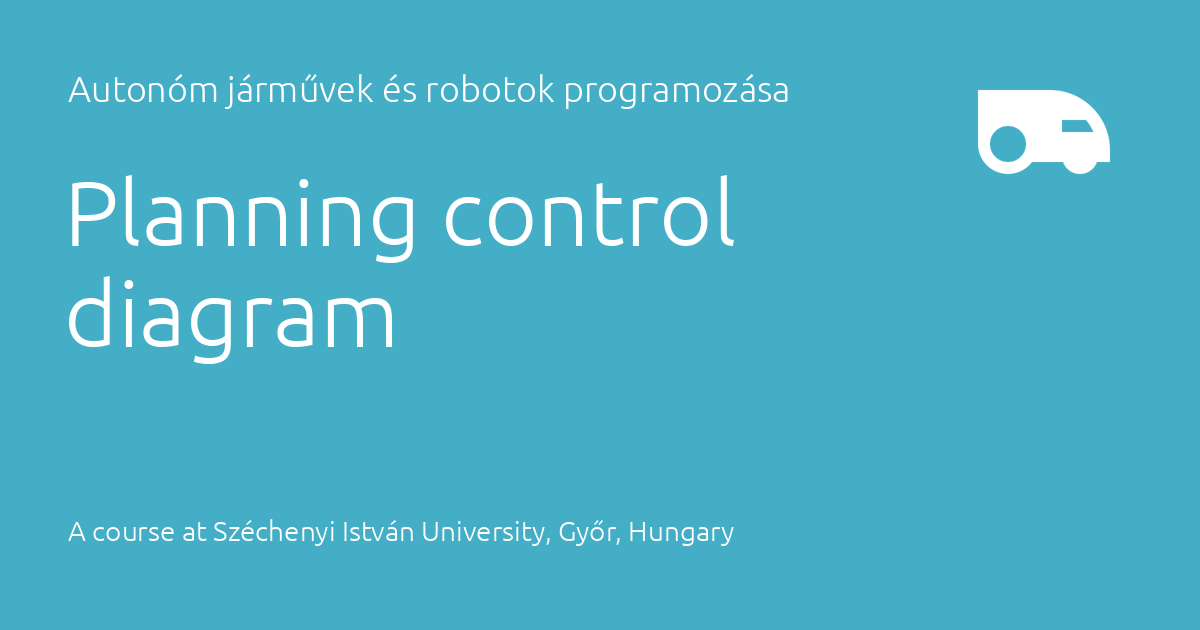 Autonóm járművek és robotok programozása
Planning control
diagram
A course at Széchenyi István University, Győr, Hungary